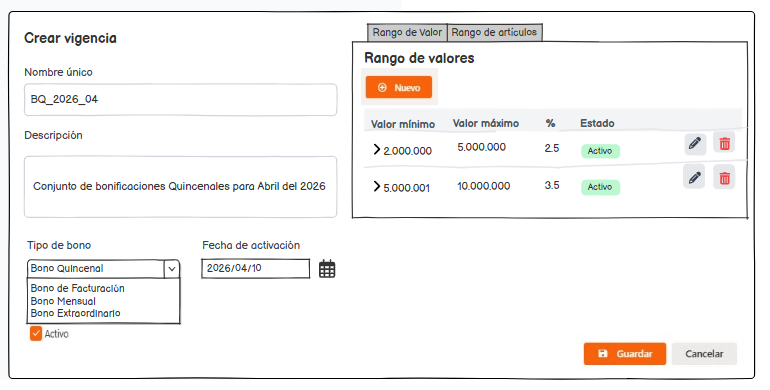 Crear vigencia
Nombre único
BQ_2026_04
Descripción
Conjunto de bonificaciones Quincenales para Abril del 2026
Tipo de bono
Bono Quincenal
Bono de Facturación
Bono Mensual
Bono Extraordinario
Activo
Fecha de activación
2026/04/10
Rango de Valor Rango de artículos
Rango de valores
Nuevo
Valor mínimo Valor máximo % Estado
2.000.000 5.000.000 2.5 Activo
5.000.001 10.000.000 3.5 Activo
Guardar Cancelar